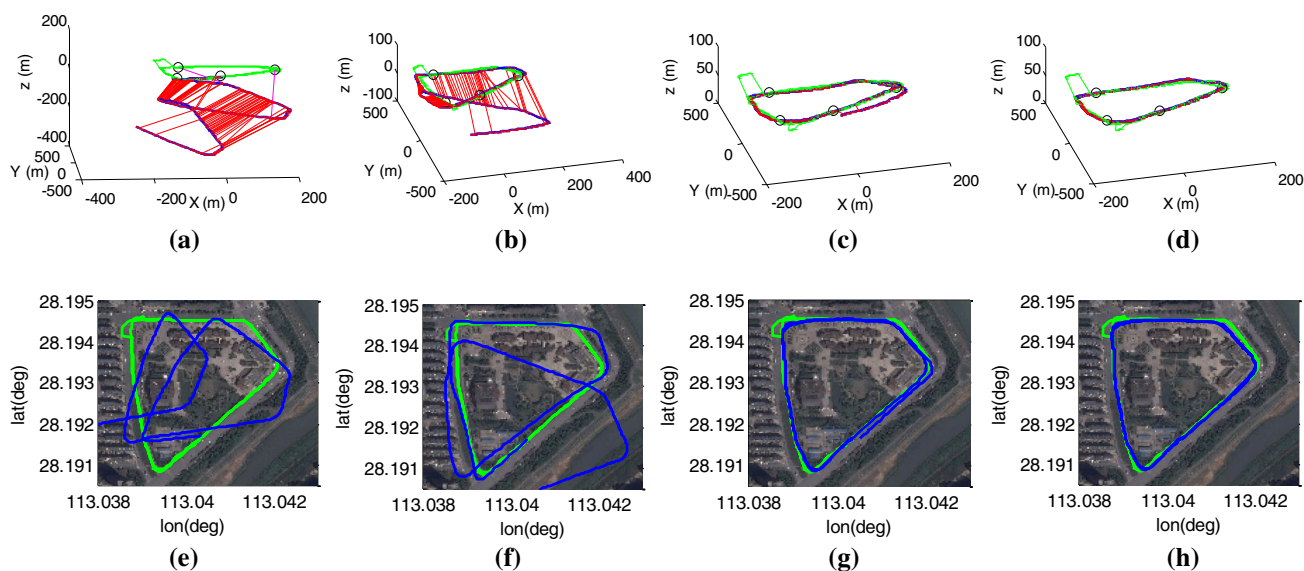 200
0
-200
-400
500
0
-500
-400
-200
0
200
z (m)
Y (m)
X (m)
(a)
100
0
-100
500
0
-500
-200
0
200
400
z (m)
Y (m)
X (m)
(b)
100
50
0
500
0
-500
-200
0
200
z (m)
Y (m)
X (m)
(c)
100
50
0
500
0
-500
-200
0
200
z (m)
Y (m)
X (m)
(d)
28.195
28.194
28.193
28.192
28.191
lat(deg)
113.038
113.04
113.042
lon(deg)
(e)
28.195
28.194
28.193
28.192
28.191
lat(deg)
113.038
113.04
113.042
lon(deg)
(f)
28.195
28.194
28.193
28.192
28.191
lat(deg)
113.038
113.04
113.042
lon(deg)
(g)
28.195
28.194
28.193
28.192
28.191
lat(deg)
113.038
113.04
113.042
lon(deg)
(h)